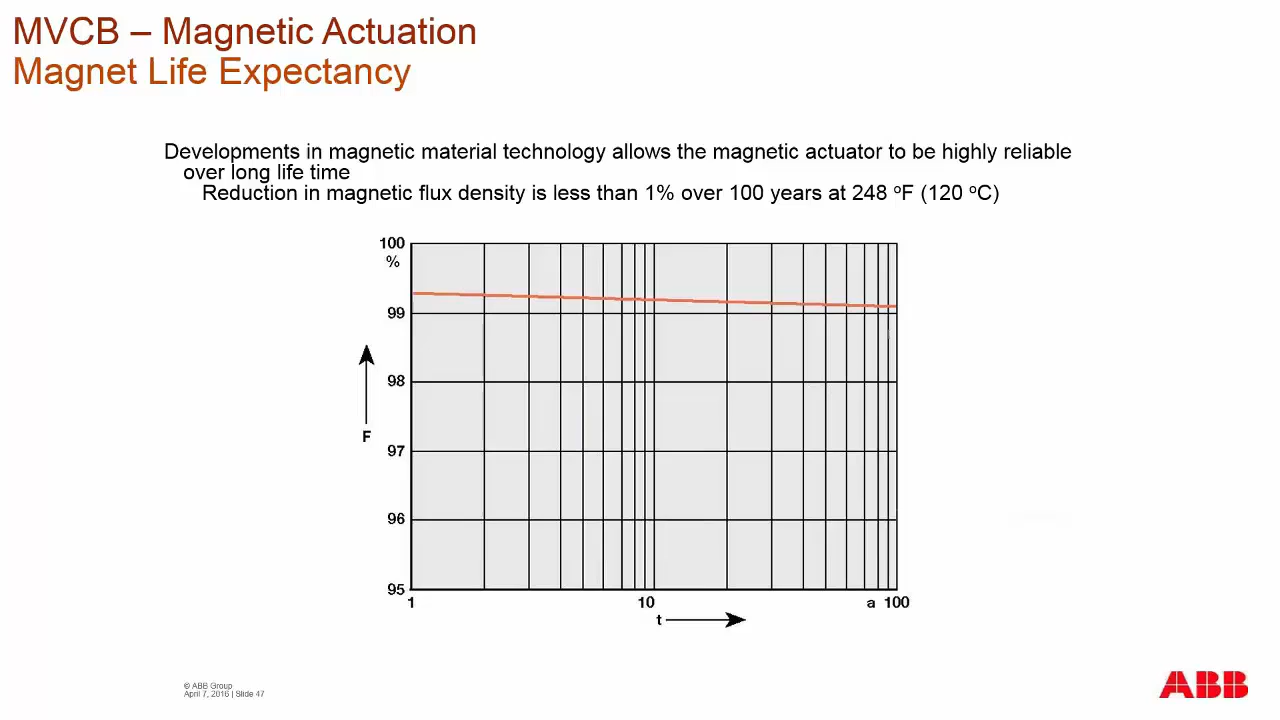 MVCB – Magnetic Actuation
Magnet Life Expectancy
Developments in magnetic material technology allows the magnetic actuator to be highly reliable
over long life time
Reduction in magnetic flux density is less than 1% over 100 years at 248 ºF (120 ºC)
100
%
99
98
F
97
96
95
1
10
a 100
t
© ABB Group
April 7, 2016 | Slide 47
ABB